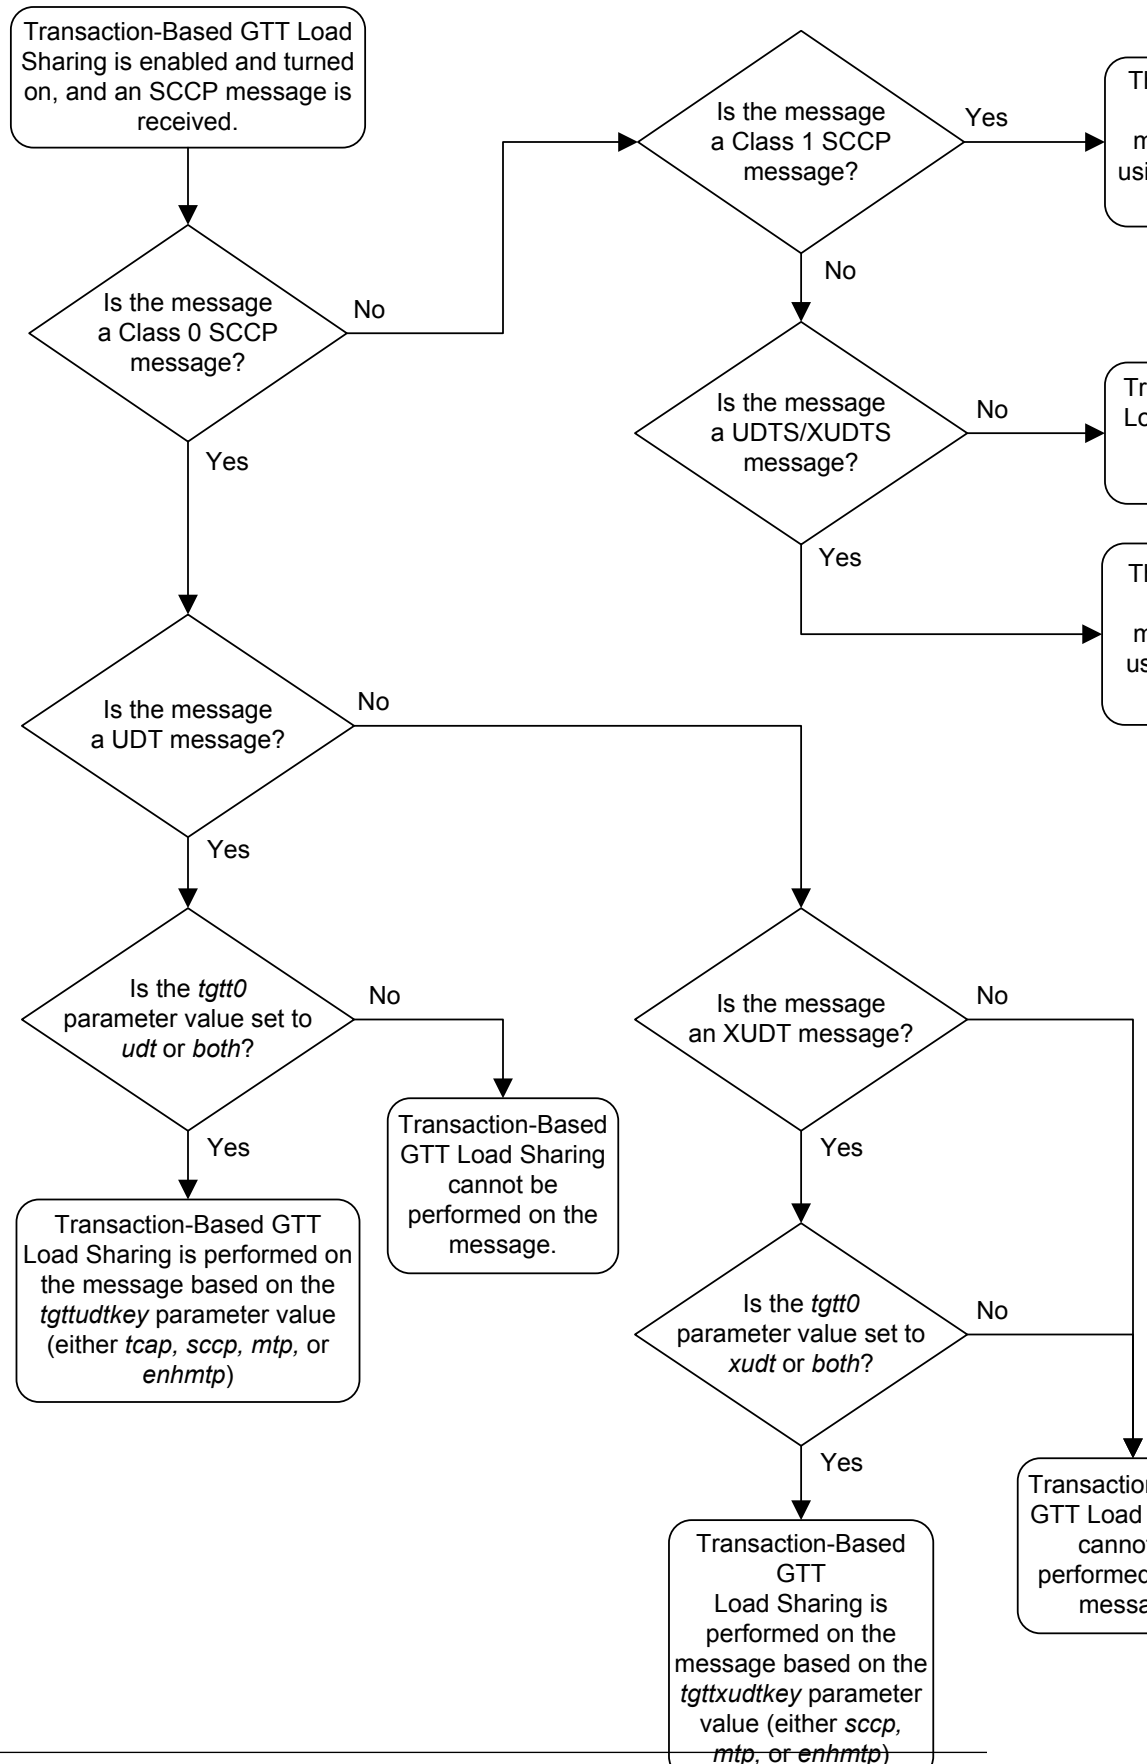 Transaction-Based GTT Load
Sharing is enabled and turned
on, and an SCCP message is
received.
Is the message
a Class 0 SCCP
message?
No
Yes
Is the message
a Class 1 SCCP
message?
Yes
No
Is the message
a UDTS/XUDTS
message?
No
Yes
Is the message
a UDT message?
No
Yes
Is the tgtt0
parameter value set to
udt or both?
No
Yes
Transaction-Based
GTT Load Sharing
cannot be
performed on the
message.
Transaction-Based GTT
Load Sharing is performed on
the message based on the
tgttudtkey parameter value
(either tcap, sccp, mtp, or
enhmtp)
Is the message
an XUDT message?
No
Yes
Is the tgtt0
parameter value set to
xudt or both?
No
Yes
GTT Load
Transaction-Based
GTT
Load Sharing is
performed on the
message based on the
tgttxudtkey parameter
value (either sccp,
mtp, or enhmtp)